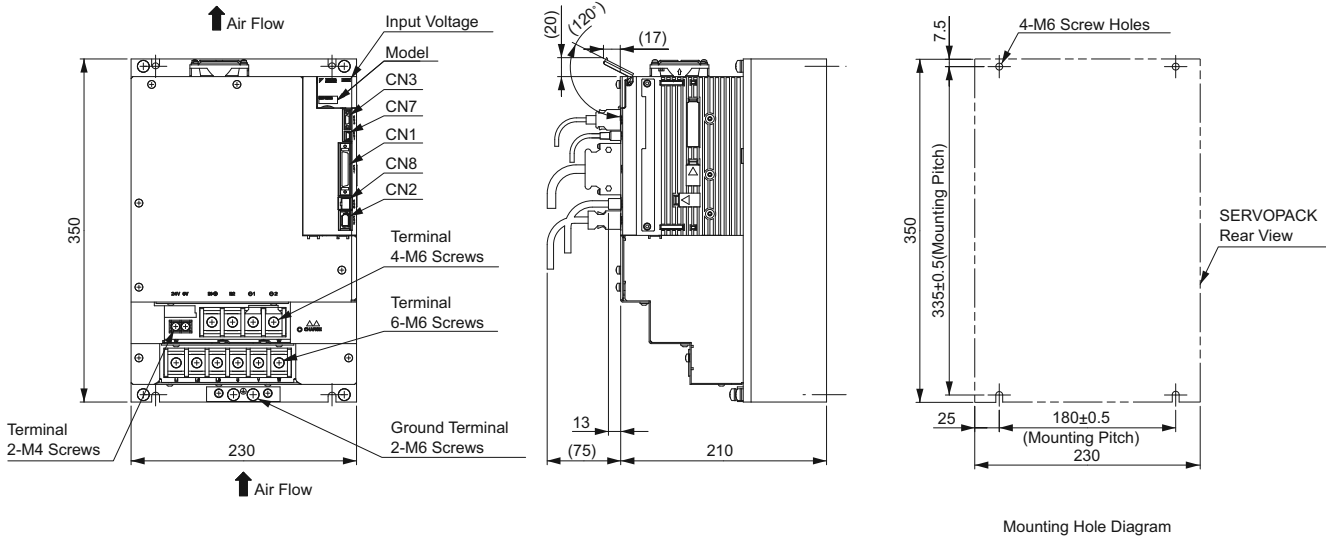 Air Flow
Input Voltage
Model
CN3
CN7
CN1
CN8
CN2
350
24V 0V
Terminal
4-M6 Screws
Terminal
6-M6 Screws
CHARGE
Terminal
2-M4 Screws
Ground Terminal
2-M6 Screws
230
Air Flow
(20)
(120°)
(17)
13
(75)
210
7.5
4-M6 Screw Holes
350
335±0.5(Mounting Pitch)
SERVOPACK
Rear View
25
180±0.5
(Mounting Pitch)
230
Mounting Hole Diagram